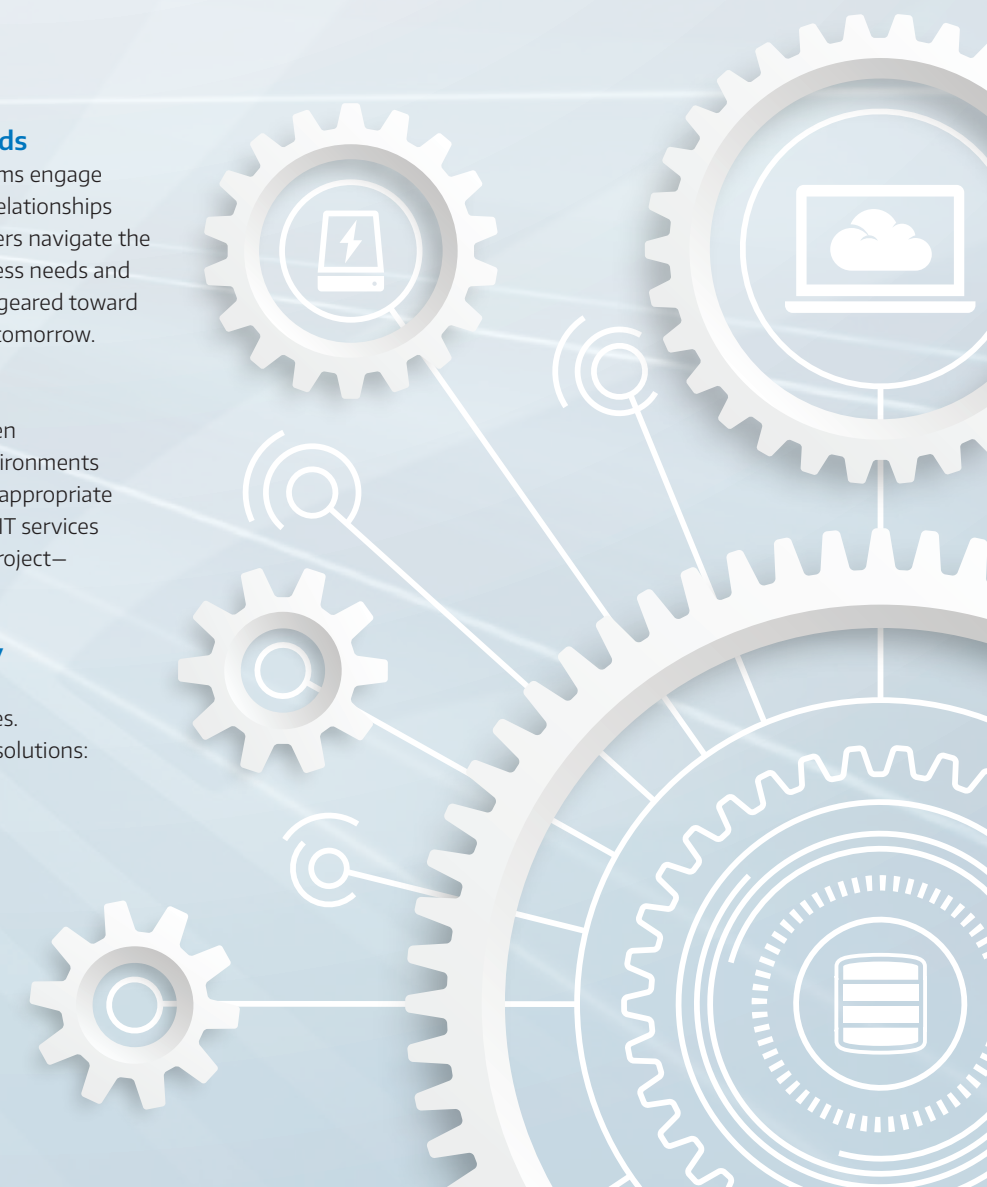 ds
ms engage
elationships
ers navigate the
ess needs and
geared toward
tomorrow.
en
ironments
appropriate
IT services
roject—
y
es.
solutions: